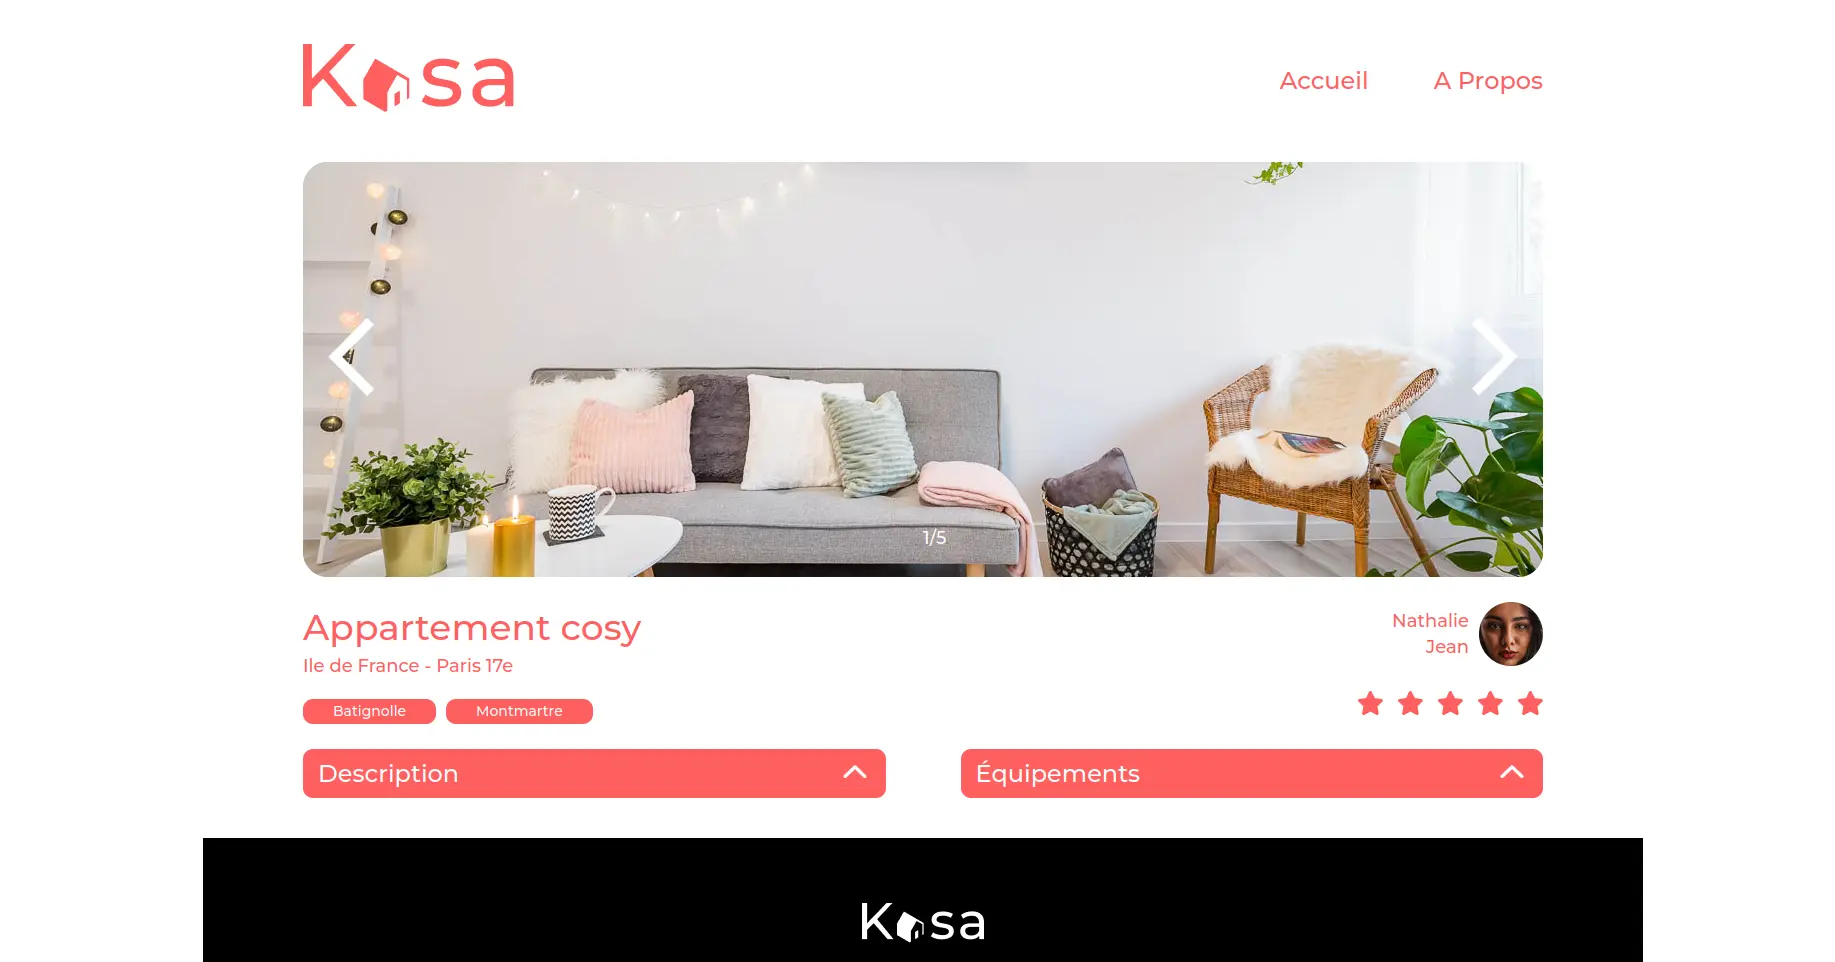 Kasa
Accueil
A Propos
1/5
Appartement cosy
Ile de France - Paris 17e
Nathalie
Jean
Batignolle
Montmartre
Description
Équipements
Kasa